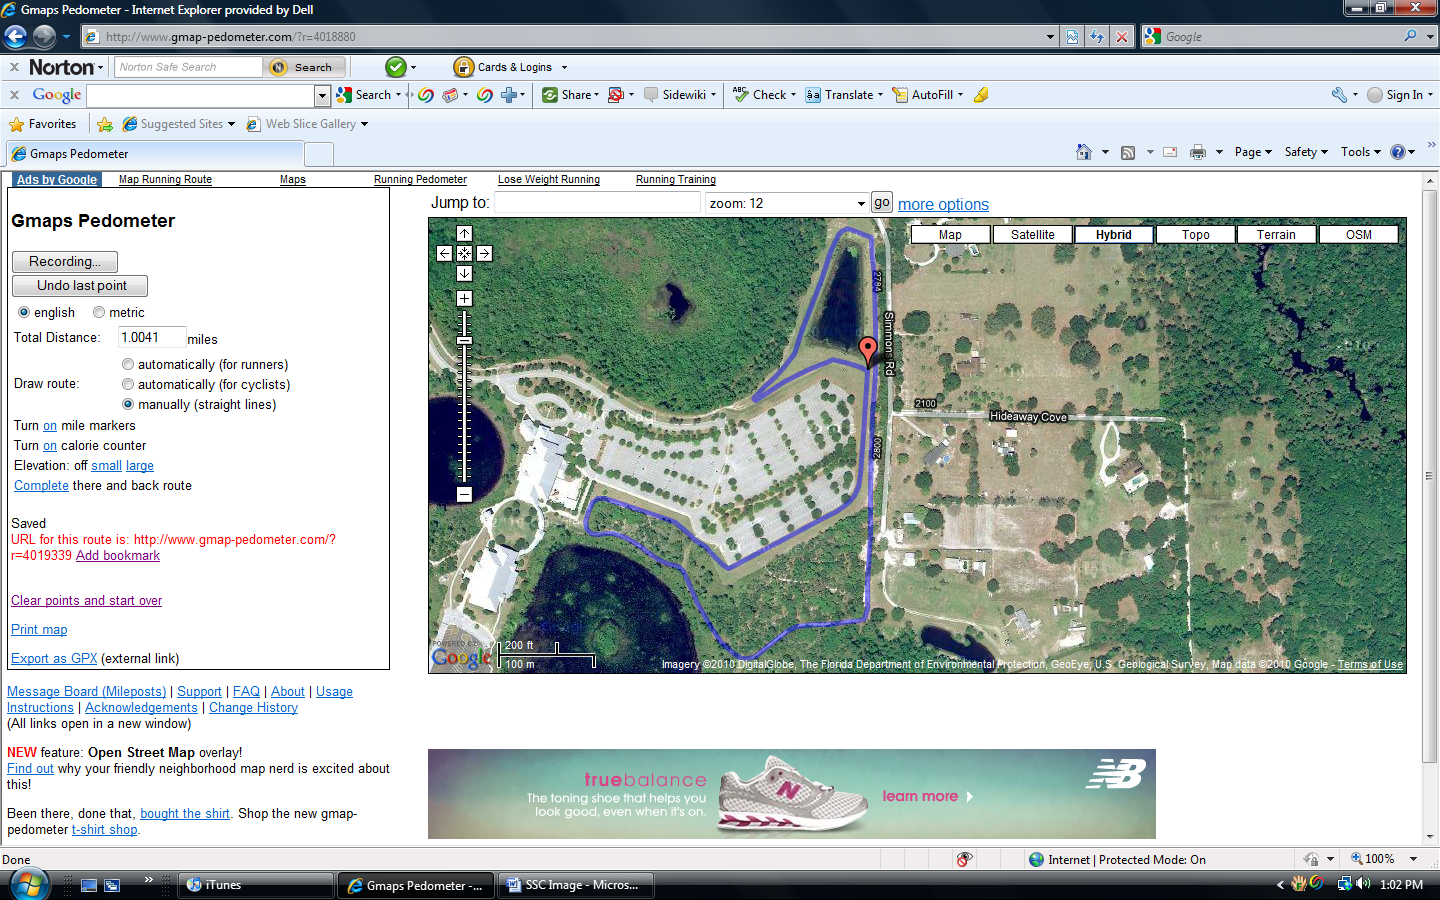 Gmaps Pedometer - Internet Explorer provided by Dell
http://www.gmap-pedometer.com/?r=4018880
Google
x Norton Norton Safe Search Search Cards & Logins
x Google Search Share Sidewiki Check Translate AutoFill Sign In
Favorites Suggested Sites Web Slice Gallery
Gmaps Pedometer
Page Safety Tools
Ads by Google Map Running Route Maps Running Pedometer Lose Weight Running Running Training
Jump to: zoom: 12 go more options
Gmaps Pedometer
Recording...
Undo last point
english metric
Total Distance: 1.0041 miles
Draw route:
automatically (for runners)
automatically (for cyclists)
manually (straight lines)
Turn on mile markers
Turn on calorie counter
Elevation: off small large
Complete there and back route
Saved
URL for this route is: http://www.gmap-pedometer.com/?
r=4019339 Add bookmark
Clear points and start over
Print map
Export as GPX (external link)
Message Board (Mileposts) | Support | FAQ | About | Usage
Instructions | Acknowledgements | Change History
(All links open in a new window)
NEW feature: Open Street Map overlay!
Find out why your friendly neighborhood map nerd is excited about
this!
Been there, done that, bought the shirt. Shop the new gmap-
pedometer t-shirt shop.
Map Satellite Hybrid Topo Terrain OSM
2784
Simmons Rd
2100
Hideaway Cove
2802
POWERED BY
Google
200 ft
100 m
Imagery ©2010 DigitalGlobe, The Florida Department of Environmental Protection, GeoEye, U.S. Geological Survey, Map data ©2010 Google - Terms of Use
truebalance
The toning shoe that helps you
look good, even when it's on.
N
learn more
NB
Done Internet | Protected Mode: On 100%
iTunes Gmaps Pedometer -... SSC Image - Micros... 1:02 PM